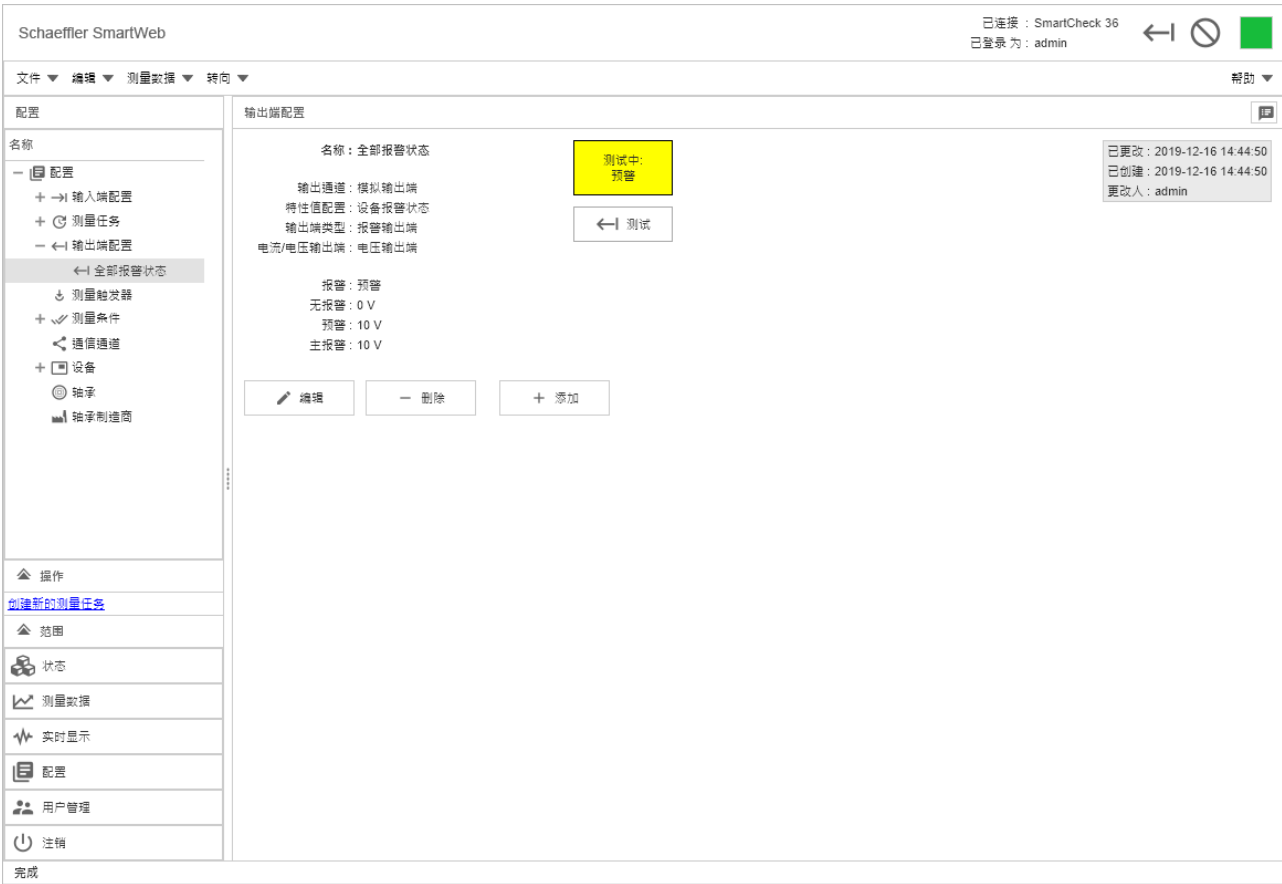 Schaeffler SmartWeb
已连接 : SmartCheck 36
已登录 为 : admin
文件 编辑 测量数据 转向 帮助
配置
名称
配置
输入端配置
测量任务
输出端配置
全部报警状态
测量触发器
测量条件
通信通道
设备
轴承
轴承制造商
操作
创建新的测量任务
范围
状态
测量数据
实时显示
配置
用户管理
注销
输出端配置
名称 : 全部报警状态
输出通道 : 模拟输出端
特性值配置 : 设备报警状态
输出端类型 : 报警输出端
电流/电压输出端 : 电压输出端
报警 : 预警
无报警 : 0 V
预警 : 10 V
主报警 : 10 V
测试中:
预警
测试
编辑 删除 添加
已更改 : 2019-12-16 14:44:50
已创建 : 2019-12-16 14:44:50
更改人 : admin
完成